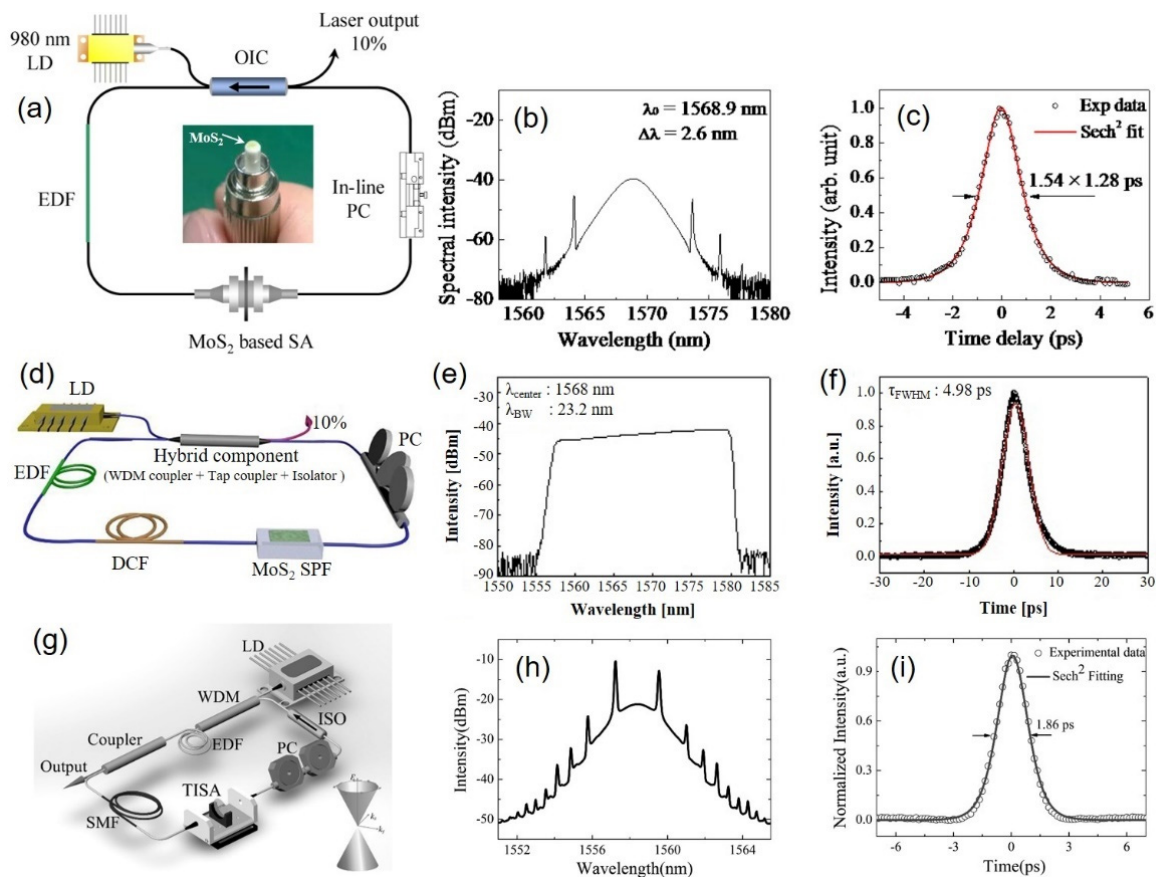 980 nm
LD
OIC
Laser output
10%
(a)
MoS₂
EDF
In-line
PC
MoS₂ based SA
(b)
λ₀ = 1568.9 nm
Δλ = 2.6 nm
Spectral intensity (dBm)
-20
-40
-60
-80
1560 1565 1570 1575 1580
Wavelength (nm)
(c)
Exp data
Sech² fit
1.54 × 1.28 ps
Intensity (arb. unit)
1.0
0.8
0.6
0.4
0.2
0.0
-4 -2 0 2 4 6
Time delay (ps)
(d)
LD
10%
PC
Hybrid component
(WDM coupler + Tap coupler + Isolator )
EDF
DCF
MoS₂ SPF
(e)
λcenter : 1568 nm
λBW : 23.2 nm
Intensity [dBm]
-30
-40
-50
-60
-70
-80
-90
1550 1555 1560 1565 1570 1575 1580 1585
Wavelength [nm]
(f)
τFWHM : 4.98 ps
Intensity [a.u.]
1.0
0.8
0.6
0.4
0.2
0.0
-30 -20 -10 0 10 20 30
Time [ps]
(g)
LD
WDM
ISO
EDF
PC
Coupler
Output
TISA
SMF
(h)
Intensity(dBm)
-10
-20
-30
-40
-50
1552 1556 1560 1564
Wavelength(nm)
(i)
Experimental data
Sech² Fitting
1.86 ps
Normalized Intensity(a.u.)
0.9
0.6
0.3
0.0
-6 -3 0 3 6
Time(ps)